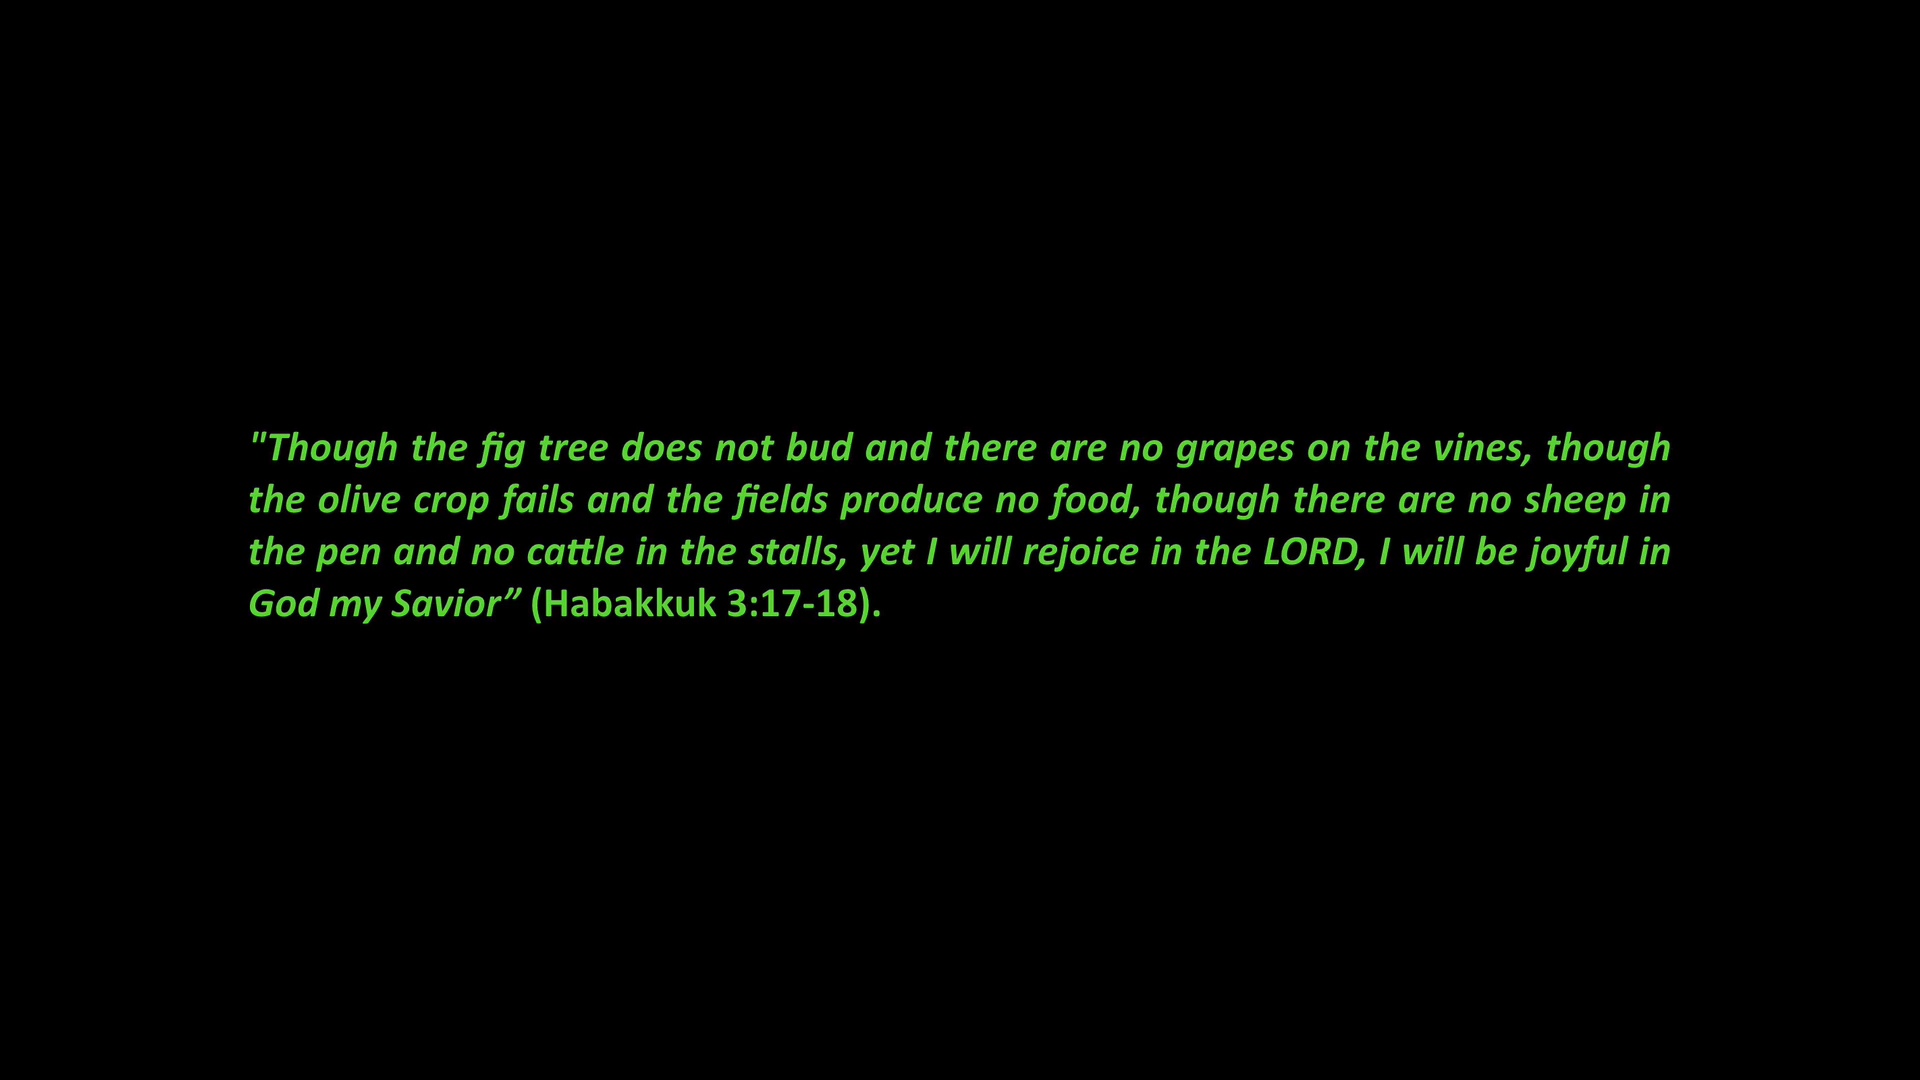 "Though the fig tree does not bud and there are no grapes on the vines, though
the olive crop fails and the fields produce no food, though there are no sheep in
the pen and no cattle in the stalls, yet I will rejoice in the LORD, I will be joyful in
God my Savior” (Habakkuk 3:17-18).